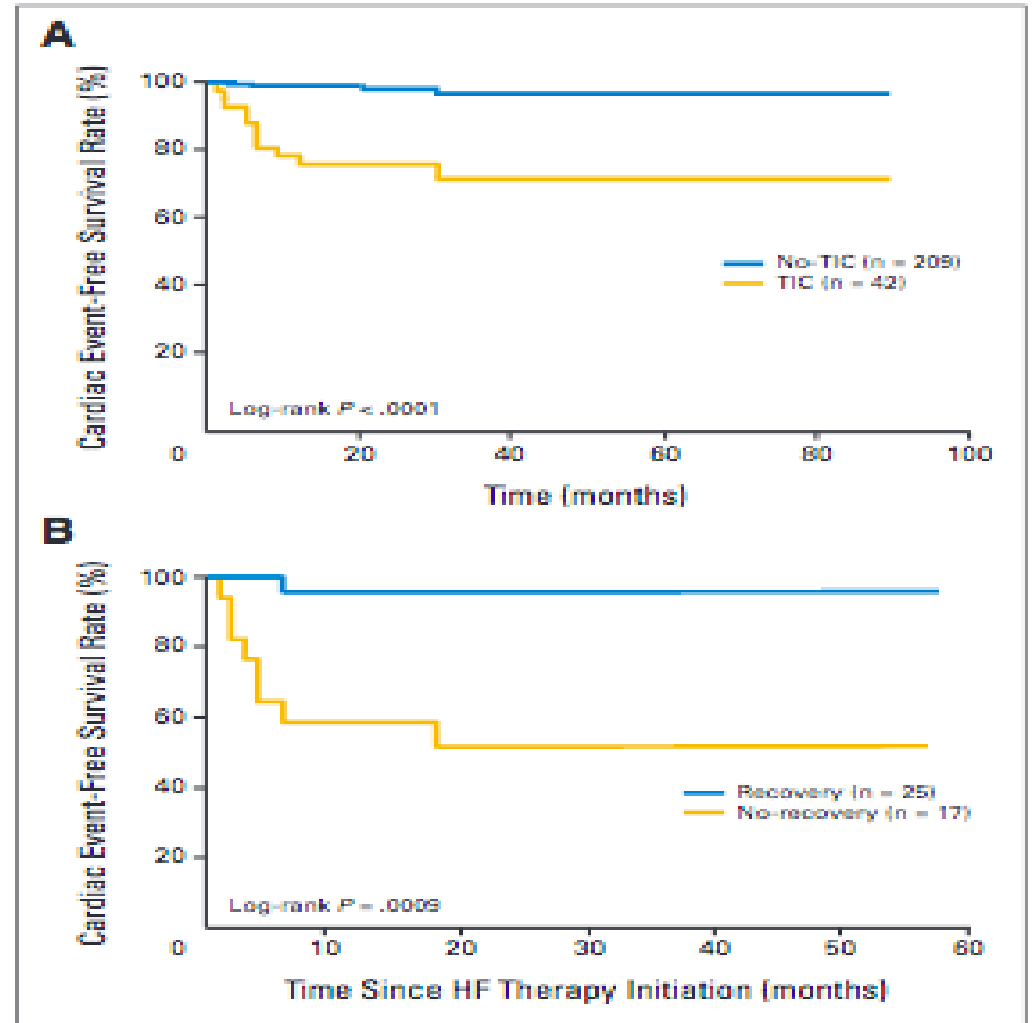 A
Cardiac Event-Free Survival Rate (%)
100
80
60
40
20
0
No-TIC (n = 209)
TIC (n = 42)
Log-rank P < .0001
20 40 60 80 100
Time (months)
B
Cardiac Event-Free Survival Rate (%)
100
80
60
40
20
0
Recovery (n = 25)
No-recovery (n = 17)
Log-rank P = .0009
10 20 30 40 50 60
Time Since HF Therapy Initiation (months)